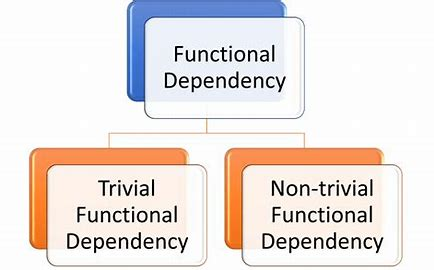 Functional
Dependency
Trivial
Functional
Dependency
Non-trivial
Functional
Dependency